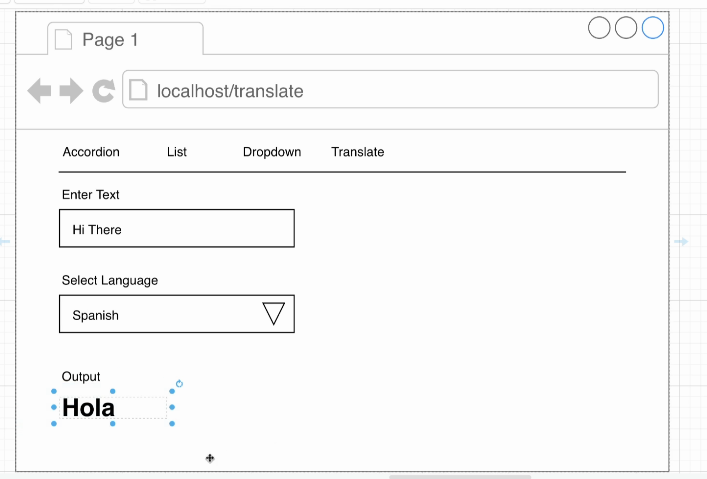 Page 1
localhost/translate
Accordion List Dropdown Translate
Enter Text
Hi There
Select Language
Spanish
Output
Hola